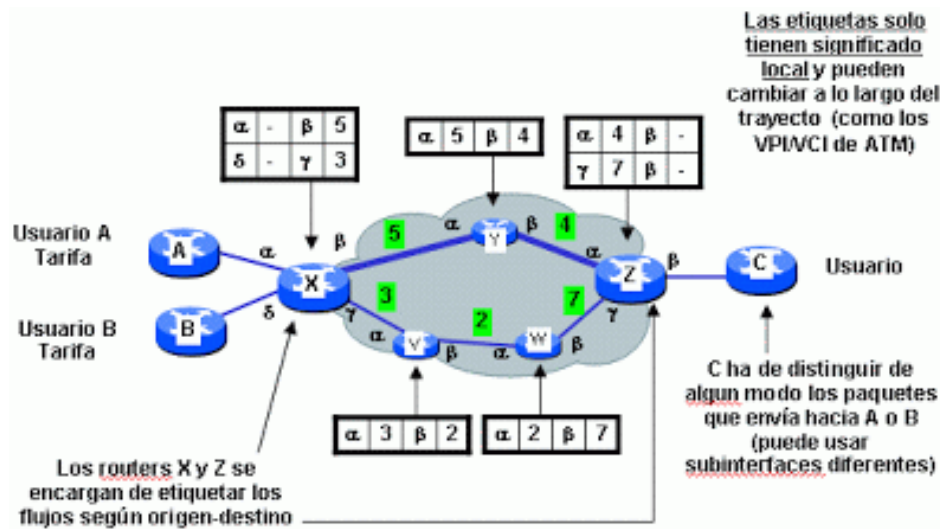 Las etiquetas solo
tienen significado
local y pueden
cambiar a lo largo del
trayecto (como los
VPI/VCI de ATM)
α - β 5
δ - γ 3
α 5 β 4
α 4 β -
γ 7 β -
Usuario A
Tarifa
A
α
β
5
α
Y
β
4
α
X
Z
β
C
Usuario
Usuario B
Tarifa
B
δ
γ
3
α
V
β
2
α
W
β
7
γ
α 3 β 2
α 2 β 7
C ha de distinguir de
algun modo los paquetes
que envía hacia A o B
(puede usar
subinterfaces diferentes)
Los routers X y Z se
encargan de etiquetar los
flujos según origen-destino